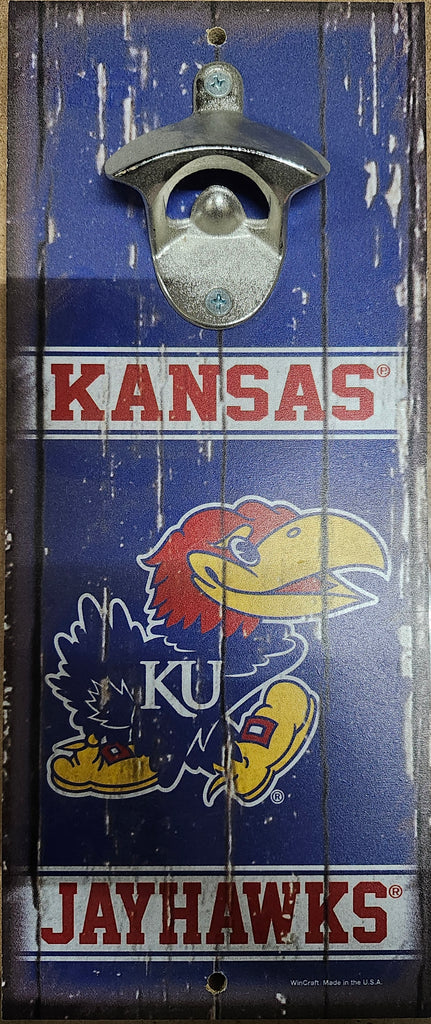 KANSAS®
KU
®
JAYHAWKS®
WinCraft. Made in the U.S.A.